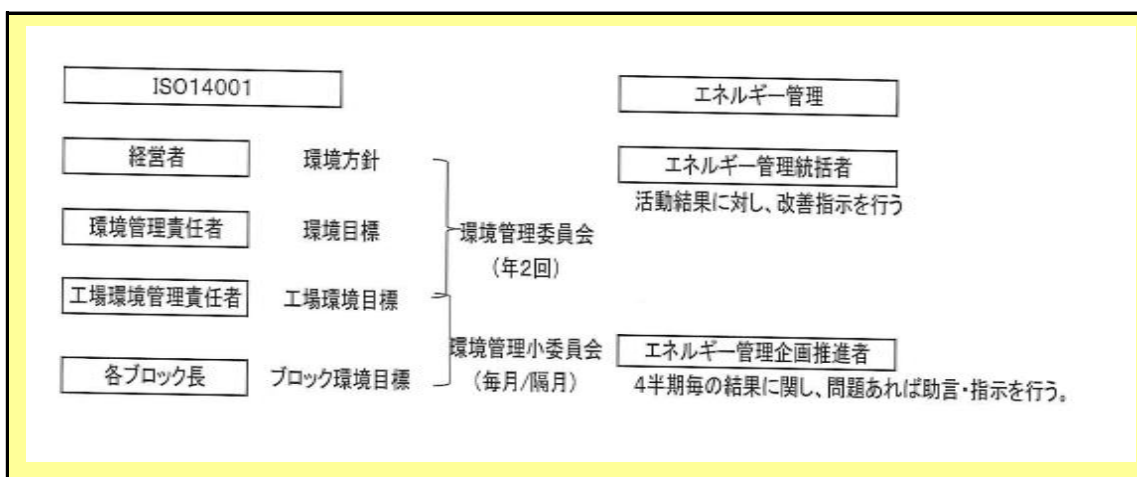 ISO14001
エネルギー管理
経営者 環境方針
エネルギー管理統括者
活動結果に対し、改善指示を行う
環境管理責任者 環境目標
環境管理委員会
(年2回)
工場環境管理責任者 工場環境目標
環境管理小委員会
(毎月/隔月)
エネルギー管理企画推進者
各ブロック長 ブロック環境目標
4半期毎の結果に関し、問題あれば助言・指示を行う。